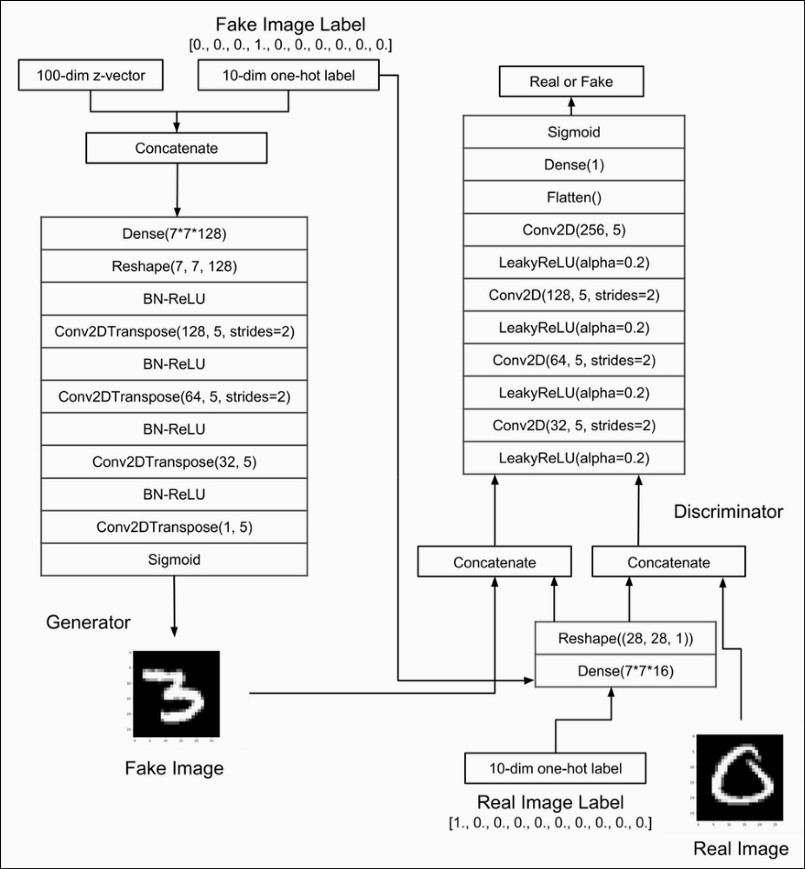 Fake Image Label
[0., 0., 0., 1., 0., 0., 0., 0., 0., 0.]
100-dim z-vector
10-dim one-hot label
Concatenate
Dense(7*7*128)
Reshape(7, 7, 128)
BN-ReLU
Conv2DTranspose(128, 5, strides=2)
BN-ReLU
Conv2DTranspose(64, 5, strides=2)
BN-ReLU
Conv2DTranspose(32, 5)
BN-ReLU
Conv2DTranspose(1, 5)
Sigmoid
Generator
3
Fake Image
Real or Fake
Sigmoid
Dense(1)
Flatten()
Conv2D(256, 5)
LeakyReLU(alpha=0.2)
Conv2D(128, 5, strides=2)
LeakyReLU(alpha=0.2)
Conv2D(64, 5, strides=2)
LeakyReLU(alpha=0.2)
Conv2D(32, 5, strides=2)
LeakyReLU(alpha=0.2)
Discriminator
Concatenate
Concatenate
Reshape((28, 28, 1))
Dense(7*7*16)
10-dim one-hot label
Real Image Label
[1., 0., 0., 0., 0., 0., 0., 0., 0., 0.]
0
Real Image